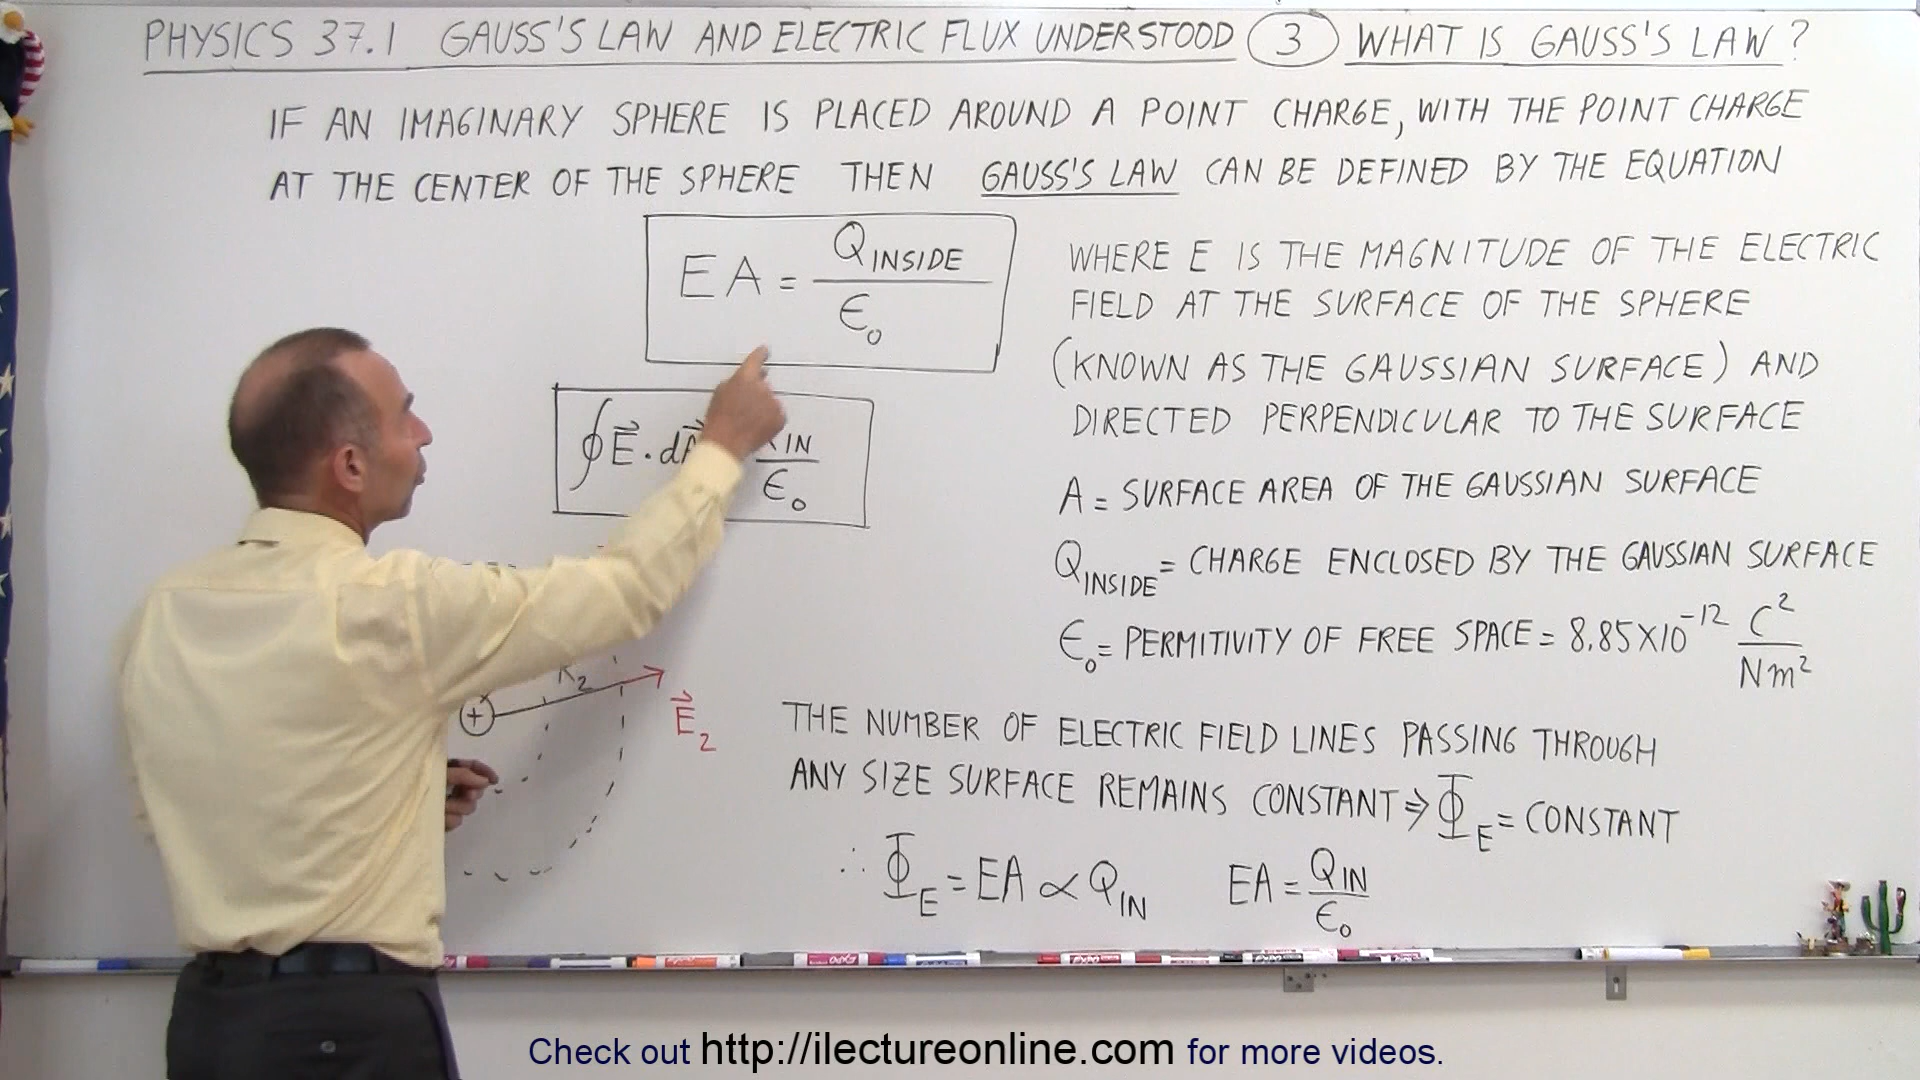 PHYSICS 37.1 GAUSS'S LAW AND ELECTRIC FLUX UNDERSTOOD 3 WHAT IS GAUSS'S LAW?
IF AN IMAGINARY SPHERE IS PLACED AROUND A POINT CHARGE, WITH THE POINT CHARGE
AT THE CENTER OF THE SPHERE THEN GAUSS'S LAW CAN BE DEFINED BY THE EQUATION
EA = Q_INSIDE / ϵ₀
∮E⃗·dA⃗ IN / ϵ₀
R₂
+
E⃗₂
WHERE E IS THE MAGNITUDE OF THE ELECTRIC
FIELD AT THE SURFACE OF THE SPHERE
(KNOWN AS THE GAUSSIAN SURFACE) AND
DIRECTED PERPENDICULAR TO THE SURFACE
A = SURFACE AREA OF THE GAUSSIAN SURFACE
Q_INSIDE = CHARGE ENCLOSED BY THE GAUSSIAN SURFACE
ϵ₀ = PERMITIVITY OF FREE SPACE = 8.85X10⁻¹² C²/Nm²
THE NUMBER OF ELECTRIC FIELD LINES PASSING THROUGH
ANY SIZE SURFACE REMAINS CONSTANT ⇒ Φ_E = CONSTANT
∴ Φ_E = EA ∝ Q_IN EA = Q_IN / ϵ₀
Check out http://ilectureonline.com for more videos.